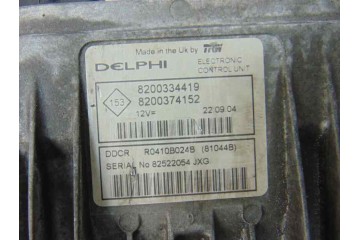 Made in the Uk by TRW
DELPHI ELECTRONIC
CONTROL UNIT
8200334419
153 8200374152
12V= 22.09.04
DDCR R0410B024B (81044B)
SERIAL No 82522054 JXG